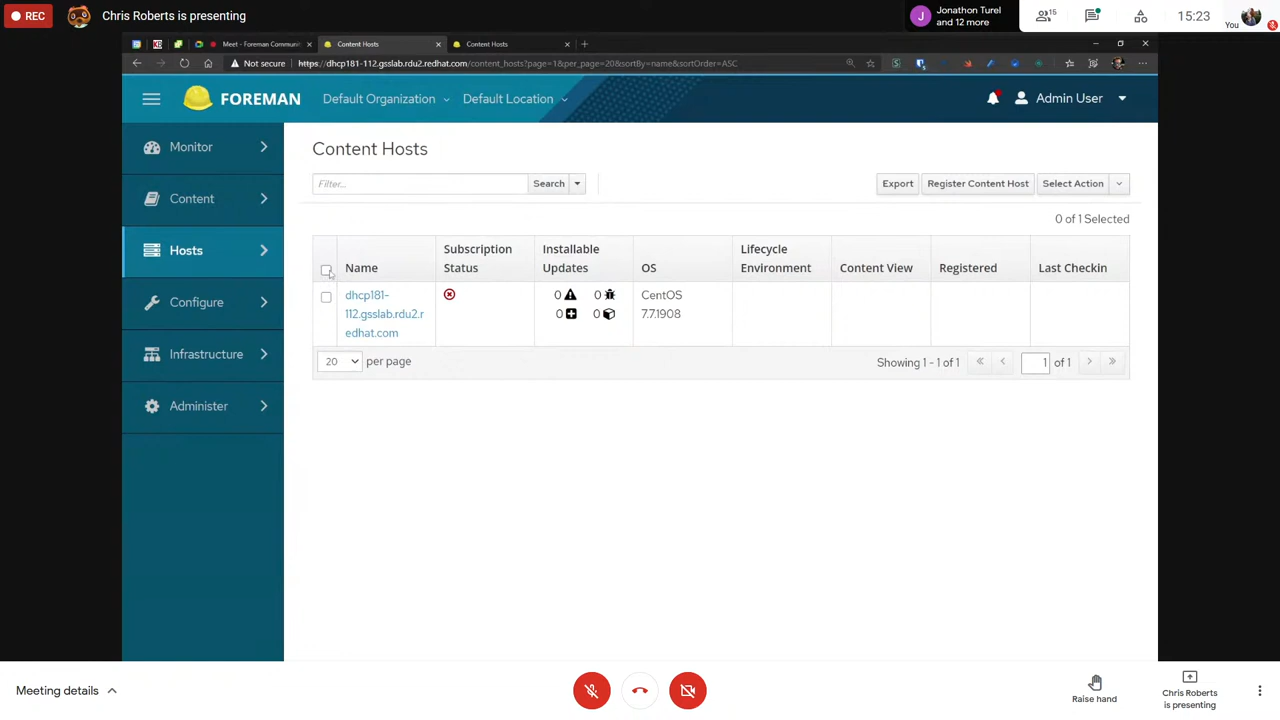 REC
Chris Roberts is presenting
J
Jonathon Turel
and 12 more
15
15:23
You
Meet - Foreman Communi
Content Hosts
Content Hosts
Not secure
https://dhcp181-112.gsslab.rdu2.redhat.com/content_hosts?page=1&per_page=20&sortBy=name&sortOrder=ASC
FOREMAN
Default Organization
Default Location
Admin User
Monitor
Content
Hosts
Configure
Infrastructure
Administer
Content Hosts
Filter...
Search
Export
Register Content Host
Select Action
0 of 1 Selected
Name
Subscription
Status
Installable
Updates
OS
Lifecycle
Environment
Content View
Registered
Last Checkin
dhcp181-
112.gsslab.rdu2.r
edhat.com
0 0
0 0
CentOS
7.7.1908
20 per page
Showing 1 - 1 of 1
1 of 1
Meeting details
Raise hand
Chris Roberts
is presenting